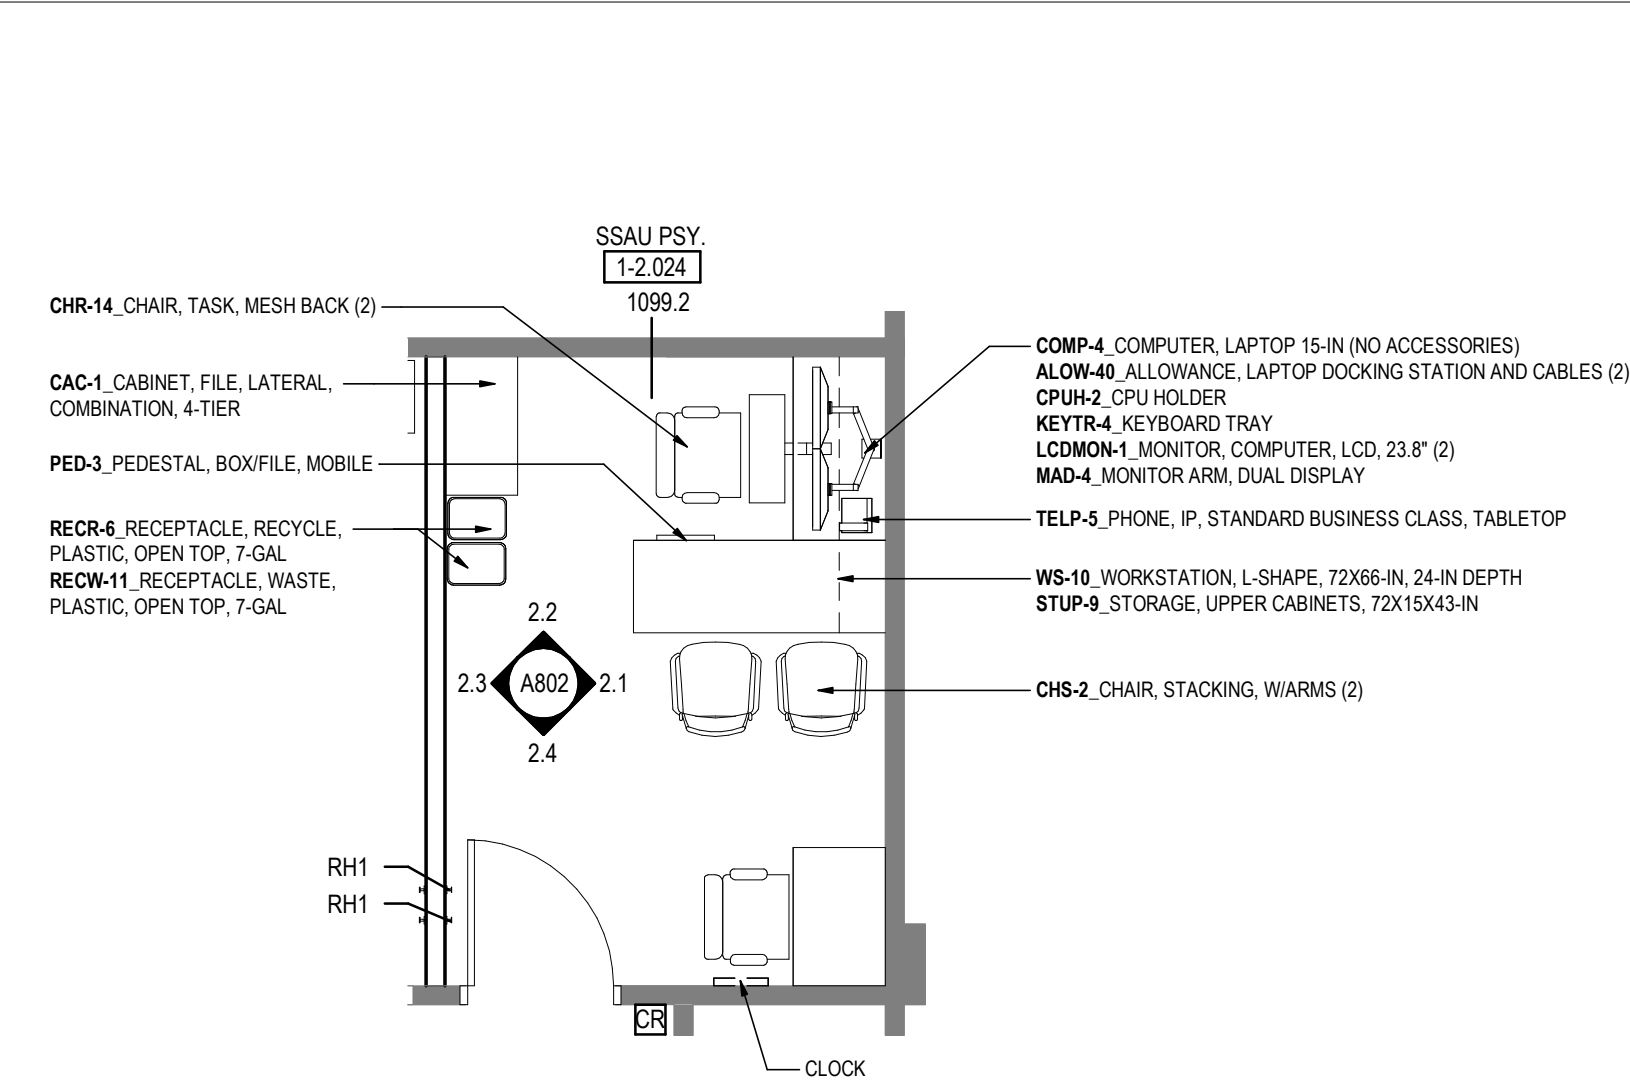 SSAU PSY.
1-2.024
1099.2
CHR-14_CHAIR, TASK, MESH BACK (2)
CAC-1_CABINET, FILE, LATERAL,
COMBINATION, 4-TIER
PED-3_PEDESTAL, BOX/FILE, MOBILE
RECR-6_RECEPTACLE, RECYCLE,
PLASTIC, OPEN TOP, 7-GAL
RECW-11_RECEPTACLE, WASTE,
PLASTIC, OPEN TOP, 7-GAL
COMP-4_COMPUTER, LAPTOP 15-IN (NO ACCESSORIES)
ALOW-40_ALLOWANCE, LAPTOP DOCKING STATION AND CABLES (2)
CPUH-2_CPU HOLDER
KEYTR-4_KEYBOARD TRAY
LCDMON-1_MONITOR, COMPUTER, LCD, 23.8" (2)
MAD-4_MONITOR ARM, DUAL DISPLAY
TELP-5_PHONE, IP, STANDARD BUSINESS CLASS, TABLETOP
WS-10_WORKSTATION, L-SHAPE, 72X66-IN, 24-IN DEPTH
STUP-9_STORAGE, UPPER CABINETS, 72X15X43-IN
CHS-2_CHAIR, STACKING, W/ARMS (2)
2.2
2.3
A802
2.1
2.4
RH1
RH1
CR
CLOCK